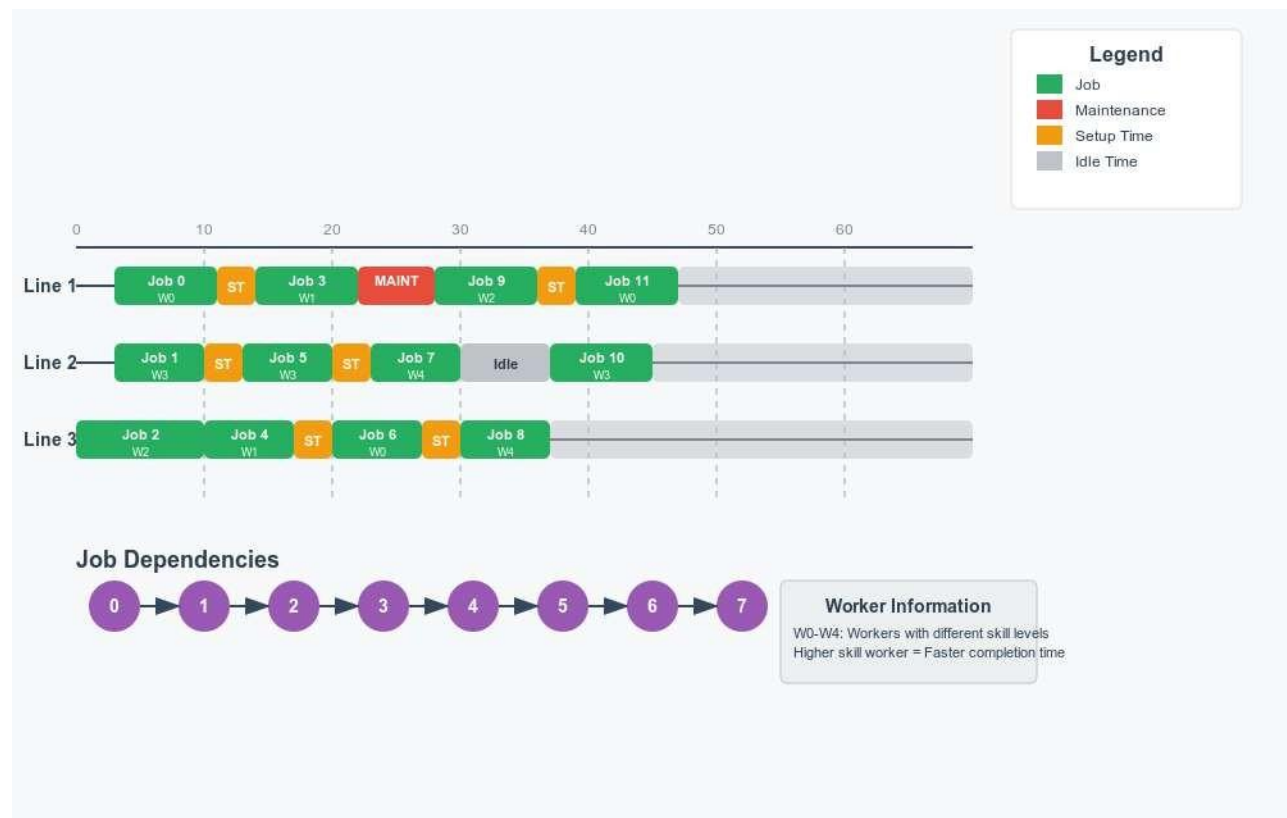 Legend
Job
Maintenance
Setup Time
Idle Time
0 10 20 30 40 50 60
Line 1 Job 0 ST Job 3 MAINT Job 9 ST Job 11
W0 W1 W2 W0
Line 2 Job 1 ST Job 5 ST Job 7 Idle Job 10
W3 W3 W4 W3
Line 3 Job 2 Job 4 ST Job 6 ST Job 8
W2 W1 W0 W4
Job Dependencies
0 1 2 3 4 5 6 7
Worker Information
W0-W4: Workers with different skill levels
Higher skill worker = Faster completion time